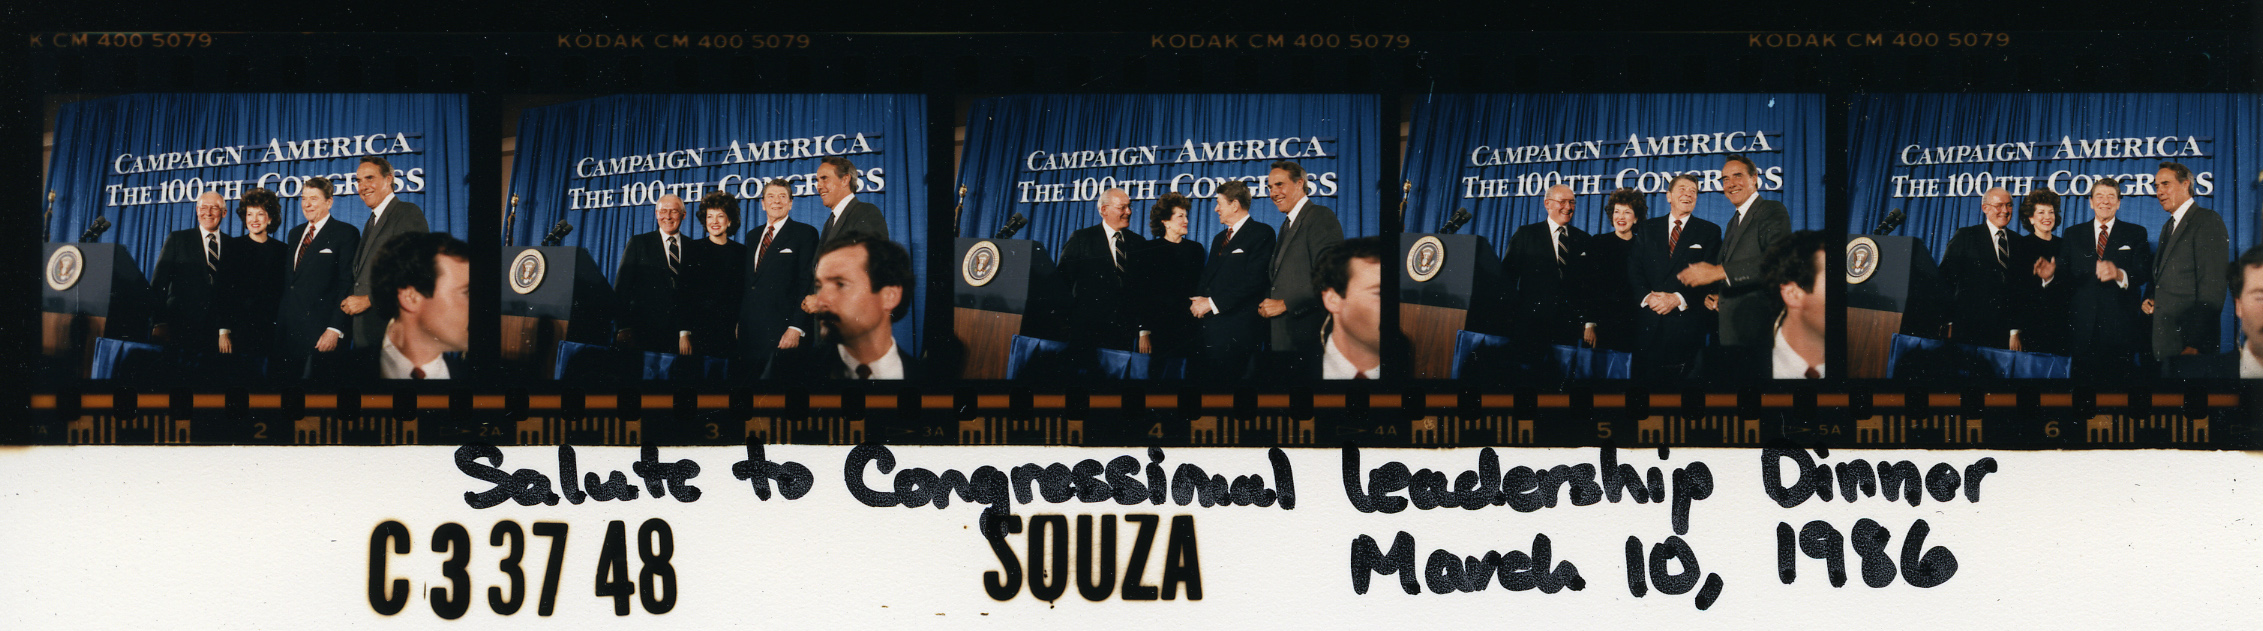 K CM 400 5079 KODAK CM 400 5079 KODAK CM 400 5079 KODAK CM 400 5079
CAMPAIGN AMERICA
THE 100TH CONGRESS
CAMPAIGN AMERICA
THE 100TH CONGRESS
CAMPAIGN AMERICA
THE 100TH CONGRESS
CAMPAIGN AMERICA
THE 100TH CONGRESS
CAMPAIGN AMERICA
THE 100TH CONGRESS
2 2A 3 3A 4 4A 5 5A 6
Salute to Congressional Leadership Dinner
C33748 SOUZA March 10, 1986